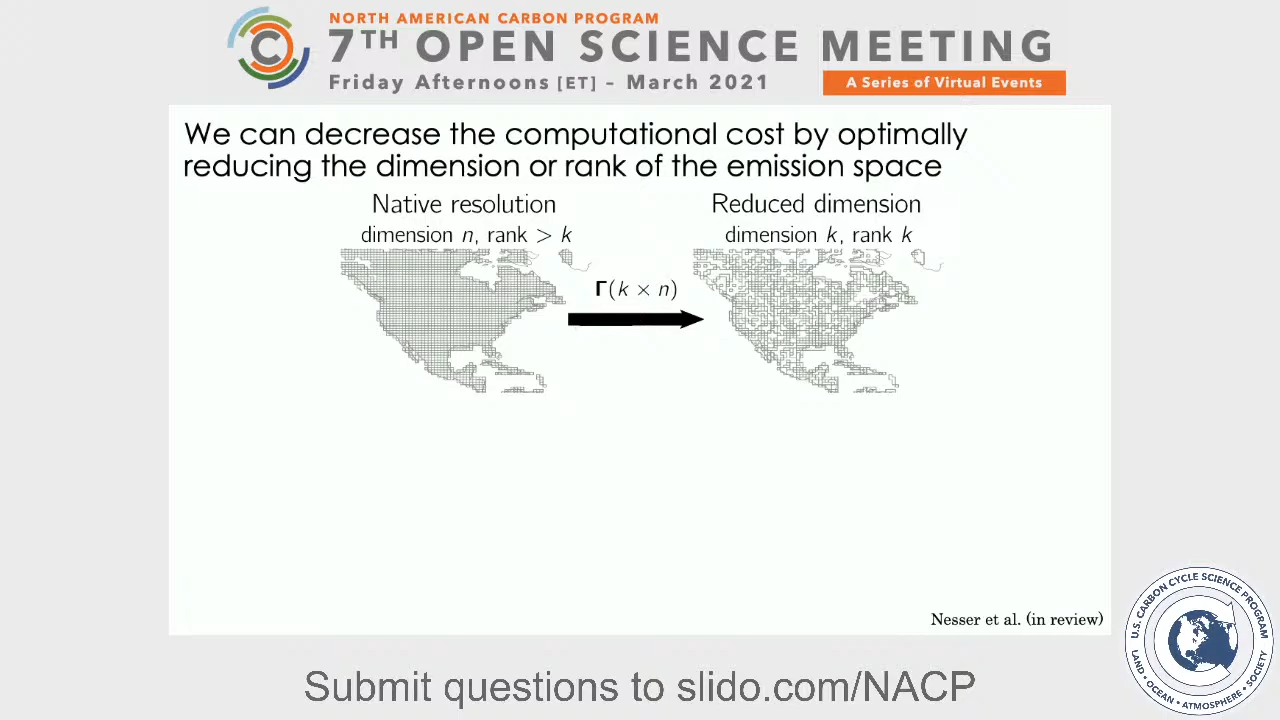 NORTH AMERICAN CARBON PROGRAM
7TH OPEN SCIENCE MEETING
Friday Afternoons [ET] – March 2021
A Series of Virtual Events
We can decrease the computational cost by optimally
reducing the dimension or rank of the emission space
Native resolution
dimension n, rank > k
Γ(k × n)
Reduced dimension
dimension k, rank k
Nesser et al. (in review)
U.S. CARBON CYCLE SCIENCE PROGRAM
LAND • OCEAN • ATMOSPHERE • SOCIETY
Submit questions to slido.com/NACP